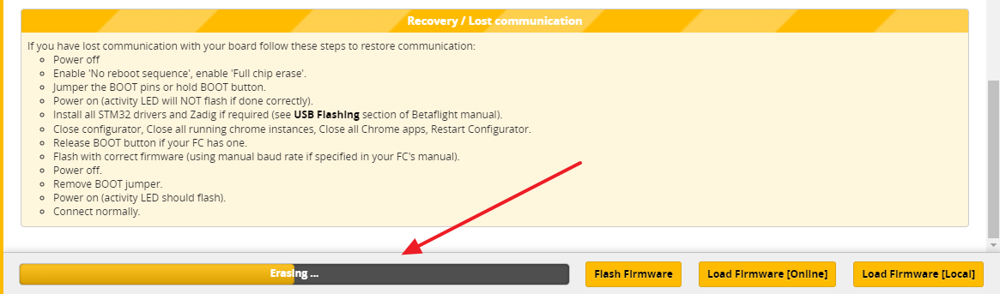 Recovery / Lost communication
If you have lost communication with your board follow these steps to restore communication:
Power off
Enable 'No reboot sequence', enable 'Full chip erase'.
Jumper the BOOT pins or hold BOOT button.
Power on (activity LED will NOT flash if done correctly).
Install all STM32 drivers and Zadig if required (see USB Flashing section of Betaflight manual).
Close configurator, Close all running chrome instances, Close all Chrome apps, Restart Configurator.
Release BOOT button if your FC has one.
Flash with correct firmware (using manual baud rate if specified in your FC's manual).
Power off.
Remove BOOT jumper.
Power on (activity LED should flash).
Connect normally.
Erasing ...
Flash Firmware
Load Firmware [Online]
Load Firmware [Local]